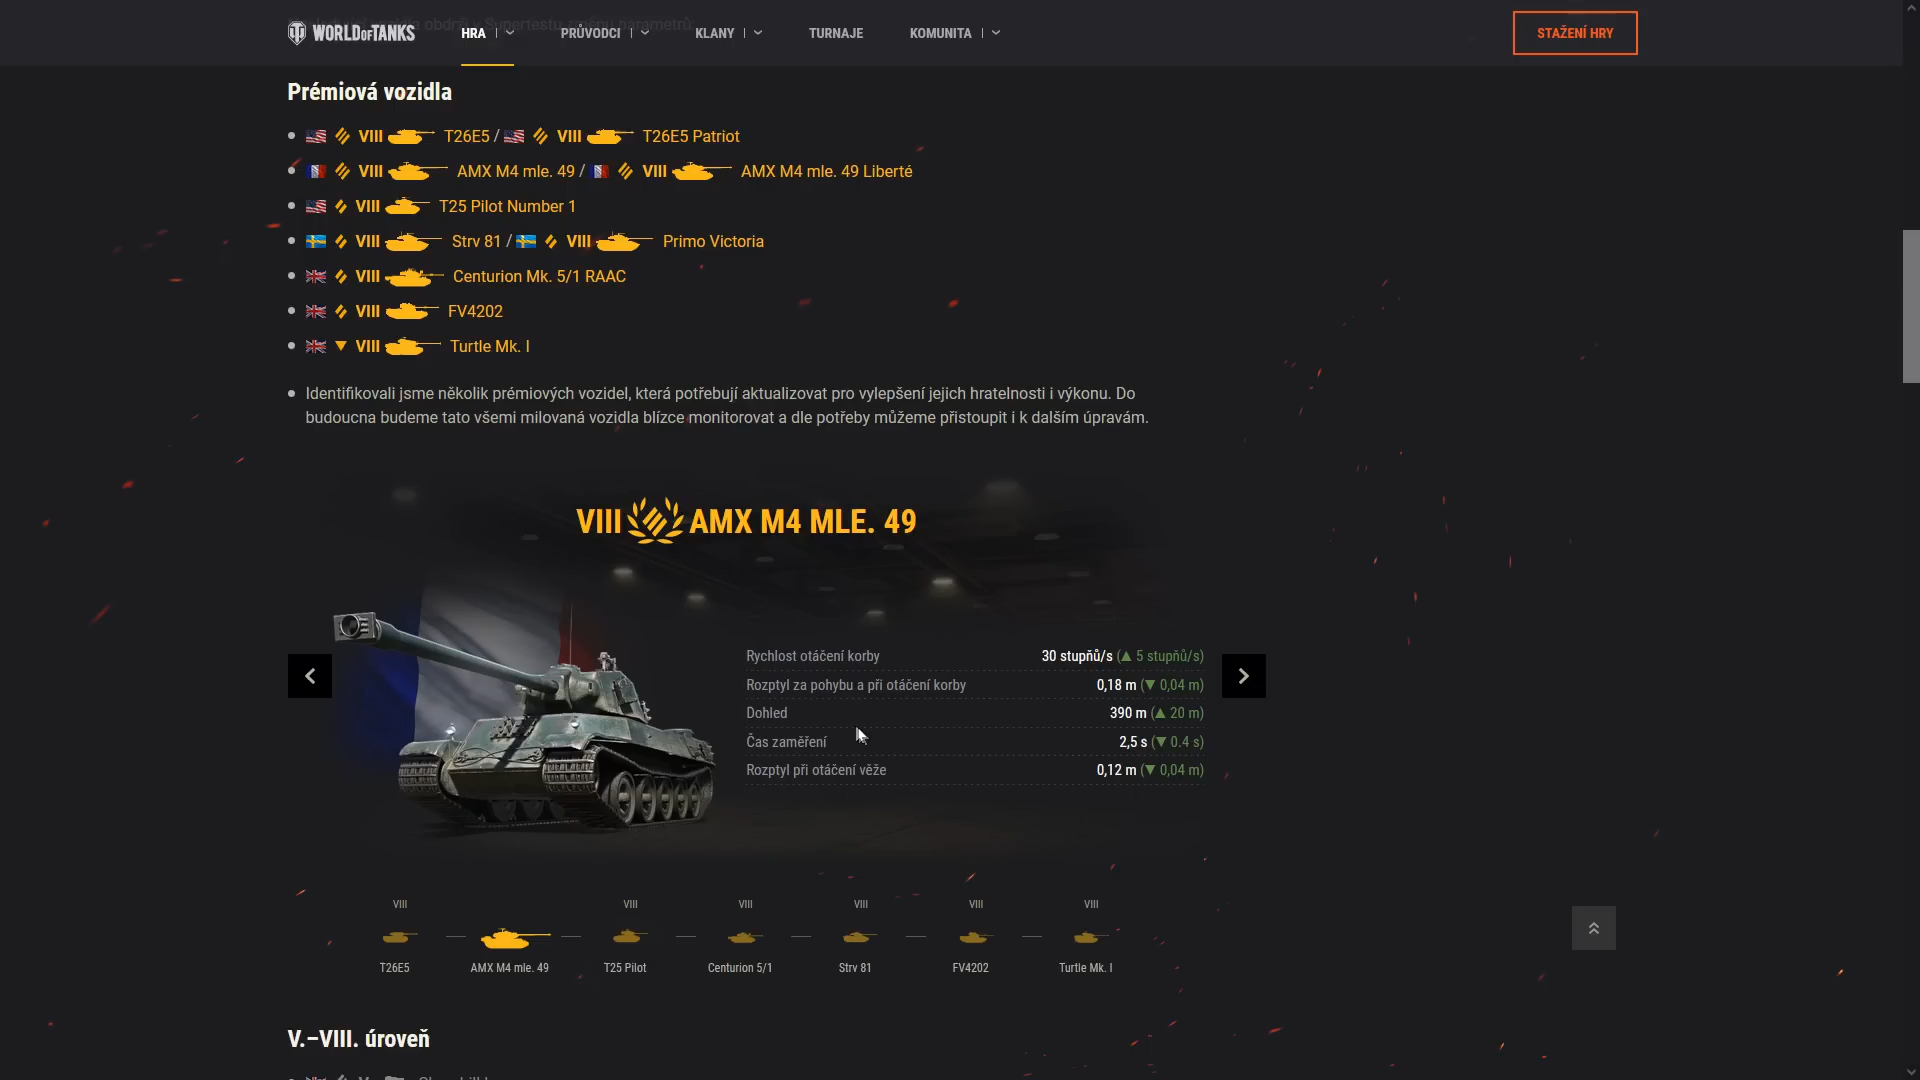 WORLD OF TANKS
HRA
PRŮVODCI
KLANY
TURNAJE
KOMUNITA
STAŽENÍ HRY
Prémiová vozidla
VIII T26E5 / VIII T26E5 Patriot
VIII AMX M4 mle. 49 / VIII AMX M4 mle. 49 Liberté
VIII T25 Pilot Number 1
VIII Strv 81 / VIII Primo Victoria
VIII Centurion Mk. 5/1 RAAC
VIII FV4202
VIII Turtle Mk. I
Identifikovali jsme několik prémiových vozidel, která potřebují aktualizovat pro vylepšení jejich hratelnosti i výkonu. Do
budoucna budeme tato všemi milovaná vozidla blízce monitorovat a dle potřeby můžeme přistoupit i k dalším úpravám.
VIII AMX M4 MLE. 49
Rychlost otáčení korby 30 stupňů/s (▲ 5 stupňů/s)
Rozptyl za pohybu a při otáčení korby 0,18 m (▼ 0,04 m)
Dohled 390 m (▲ 20 m)
Čas zaměření 2,5 s (▼ 0.4 s)
Rozptyl při otáčení věže 0,12 m (▼ 0,04 m)
VIII VIII VIII VIII VIII VIII
T26E5 AMX M4 mle. 49 T25 Pilot Centurion 5/1 Strv 81 FV4202 Turtle Mk. I
V.–VIII. úroveň